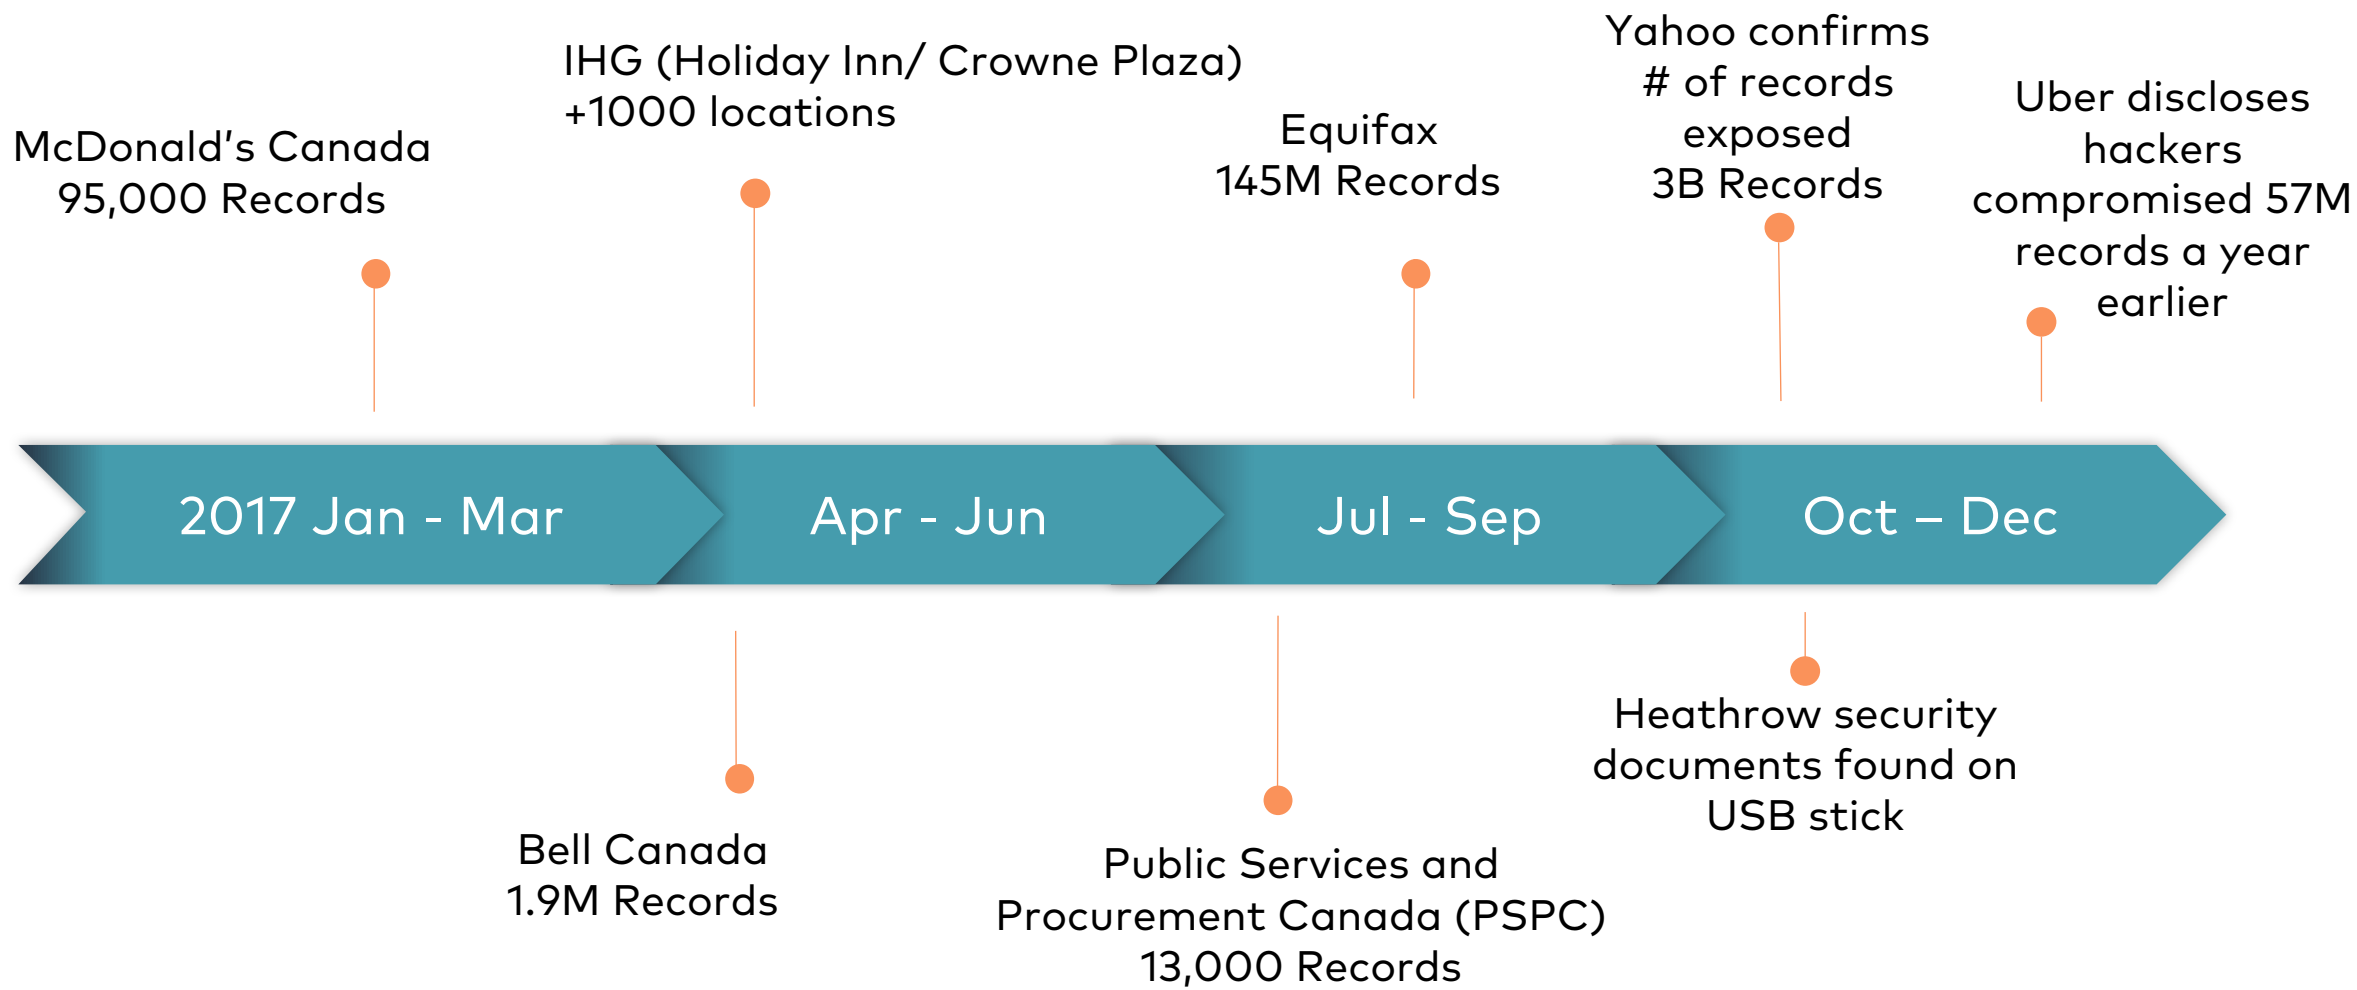 McDonald's Canada
95,000 Records
IHG (Holiday Inn/ Crowne Plaza)
+1000 locations
Equifax
145M Records
Yahoo confirms
# of records
exposed
3B Records
Uber discloses
hackers
compromised 57M
records a year
earlier
2017 Jan - Mar
Apr - Jun
Jul - Sep
Oct – Dec
Bell Canada
1.9M Records
Public Services and
Procurement Canada (PSPC)
13,000 Records
Heathrow security
documents found on
USB stick